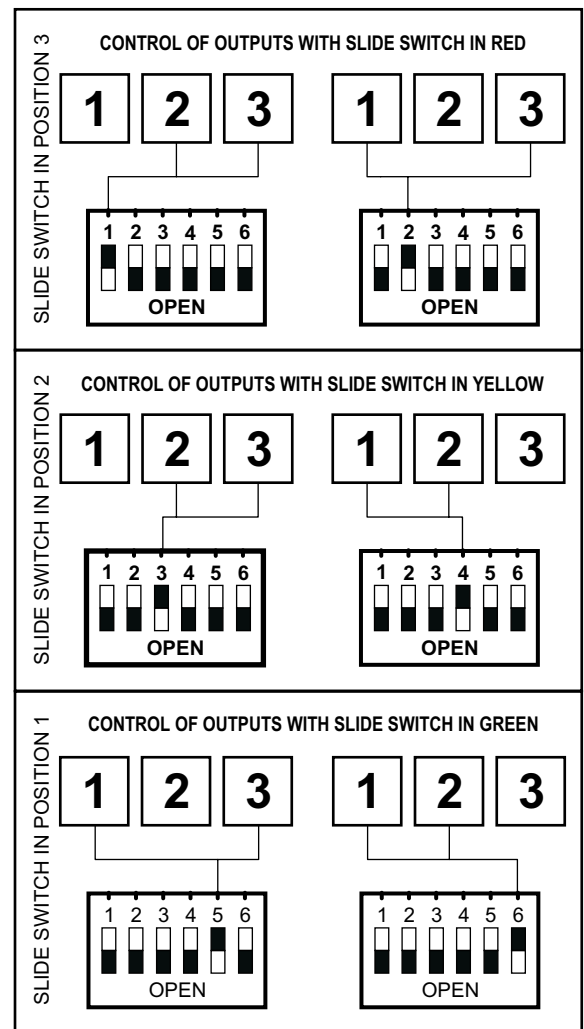 SLIDE SWITCH IN POSITION 3
CONTROL OF OUTPUTS WITH SLIDE SWITCH IN RED
1 2 3 1 2 3
1 2 3 4 5 6 1 2 3 4 5 6
OPEN OPEN
SLIDE SWITCH IN POSITION 2
CONTROL OF OUTPUTS WITH SLIDE SWITCH IN YELLOW
1 2 3 1 2 3
1 2 3 4 5 6 1 2 3 4 5 6
OPEN OPEN
SLIDE SWITCH IN POSITION 1
CONTROL OF OUTPUTS WITH SLIDE SWITCH IN GREEN
1 2 3 1 2 3
1 2 3 4 5 6 1 2 3 4 5 6
OPEN OPEN